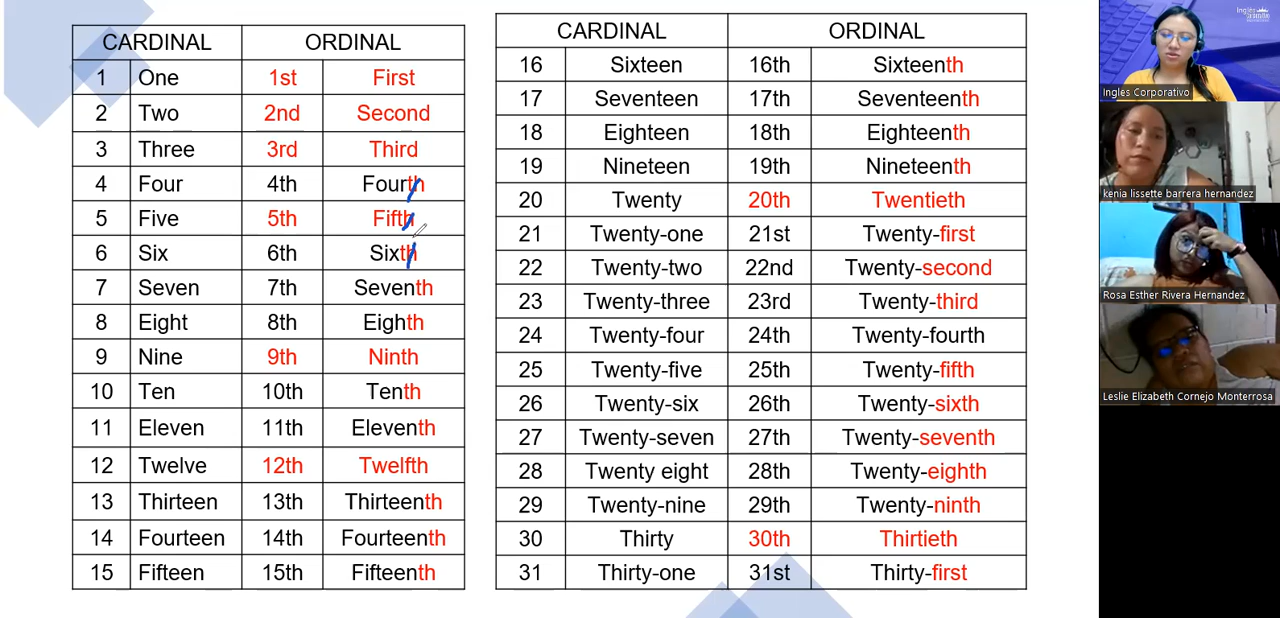 CARDINAL ORDINAL
1 One 1st First
2 Two 2nd Second
3 Three 3rd Third
4 Four 4th Fourth
5 Five 5th Fifth
6 Six 6th Sixth
7 Seven 7th Seventh
8 Eight 8th Eighth
9 Nine 9th Ninth
10 Ten 10th Tenth
11 Eleven 11th Eleventh
12 Twelve 12th Twelfth
13 Thirteen 13th Thirteenth
14 Fourteen 14th Fourteenth
15 Fifteen 15th Fifteenth
CARDINAL ORDINAL
16 Sixteen 16th Sixteenth
17 Seventeen 17th Seventeenth
18 Eighteen 18th Eighteenth
19 Nineteen 19th Nineteenth
20 Twenty 20th Twentieth
21 Twenty-one 21st Twenty-first
22 Twenty-two 22nd Twenty-second
23 Twenty-three 23rd Twenty-third
24 Twenty-four 24th Twenty-fourth
25 Twenty-five 25th Twenty-fifth
26 Twenty-six 26th Twenty-sixth
27 Twenty-seven 27th Twenty-seventh
28 Twenty eight 28th Twenty-eighth
29 Twenty-nine 29th Twenty-ninth
30 Thirty 30th Thirtieth
31 Thirty-one 31st Thirty-first
Inglés
Ingles Corporativo
kenia lissette barrera hernandez
Rosa Esther Rivera Hernandez
Leslie Elizabeth Cornejo Monterrosa